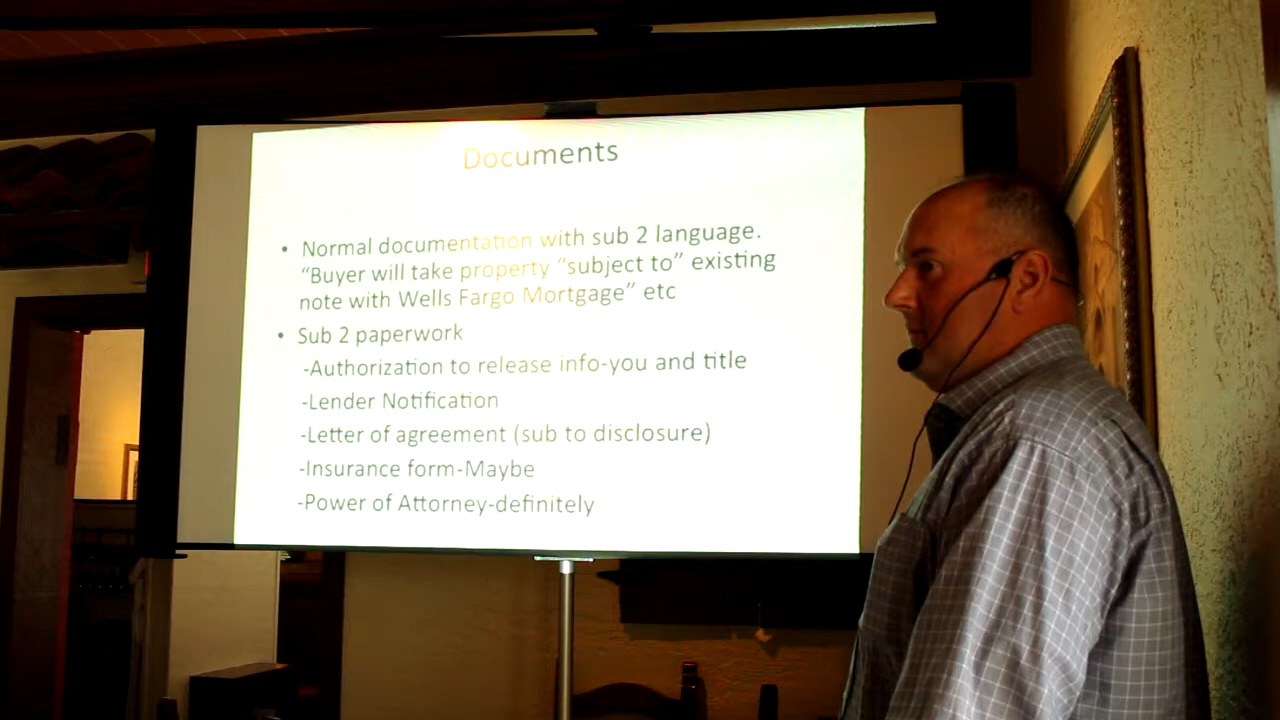 Documents
• Normal documentation with sub 2 language.
“Buyer will take property “subject to” existing
note with Wells Fargo Mortgage” etc
• Sub 2 paperwork
-Authorization to release info-you and title
-Lender Notification
-Letter of agreement (sub to disclosure)
-Insurance form-Maybe
-Power of Attorney-definitely